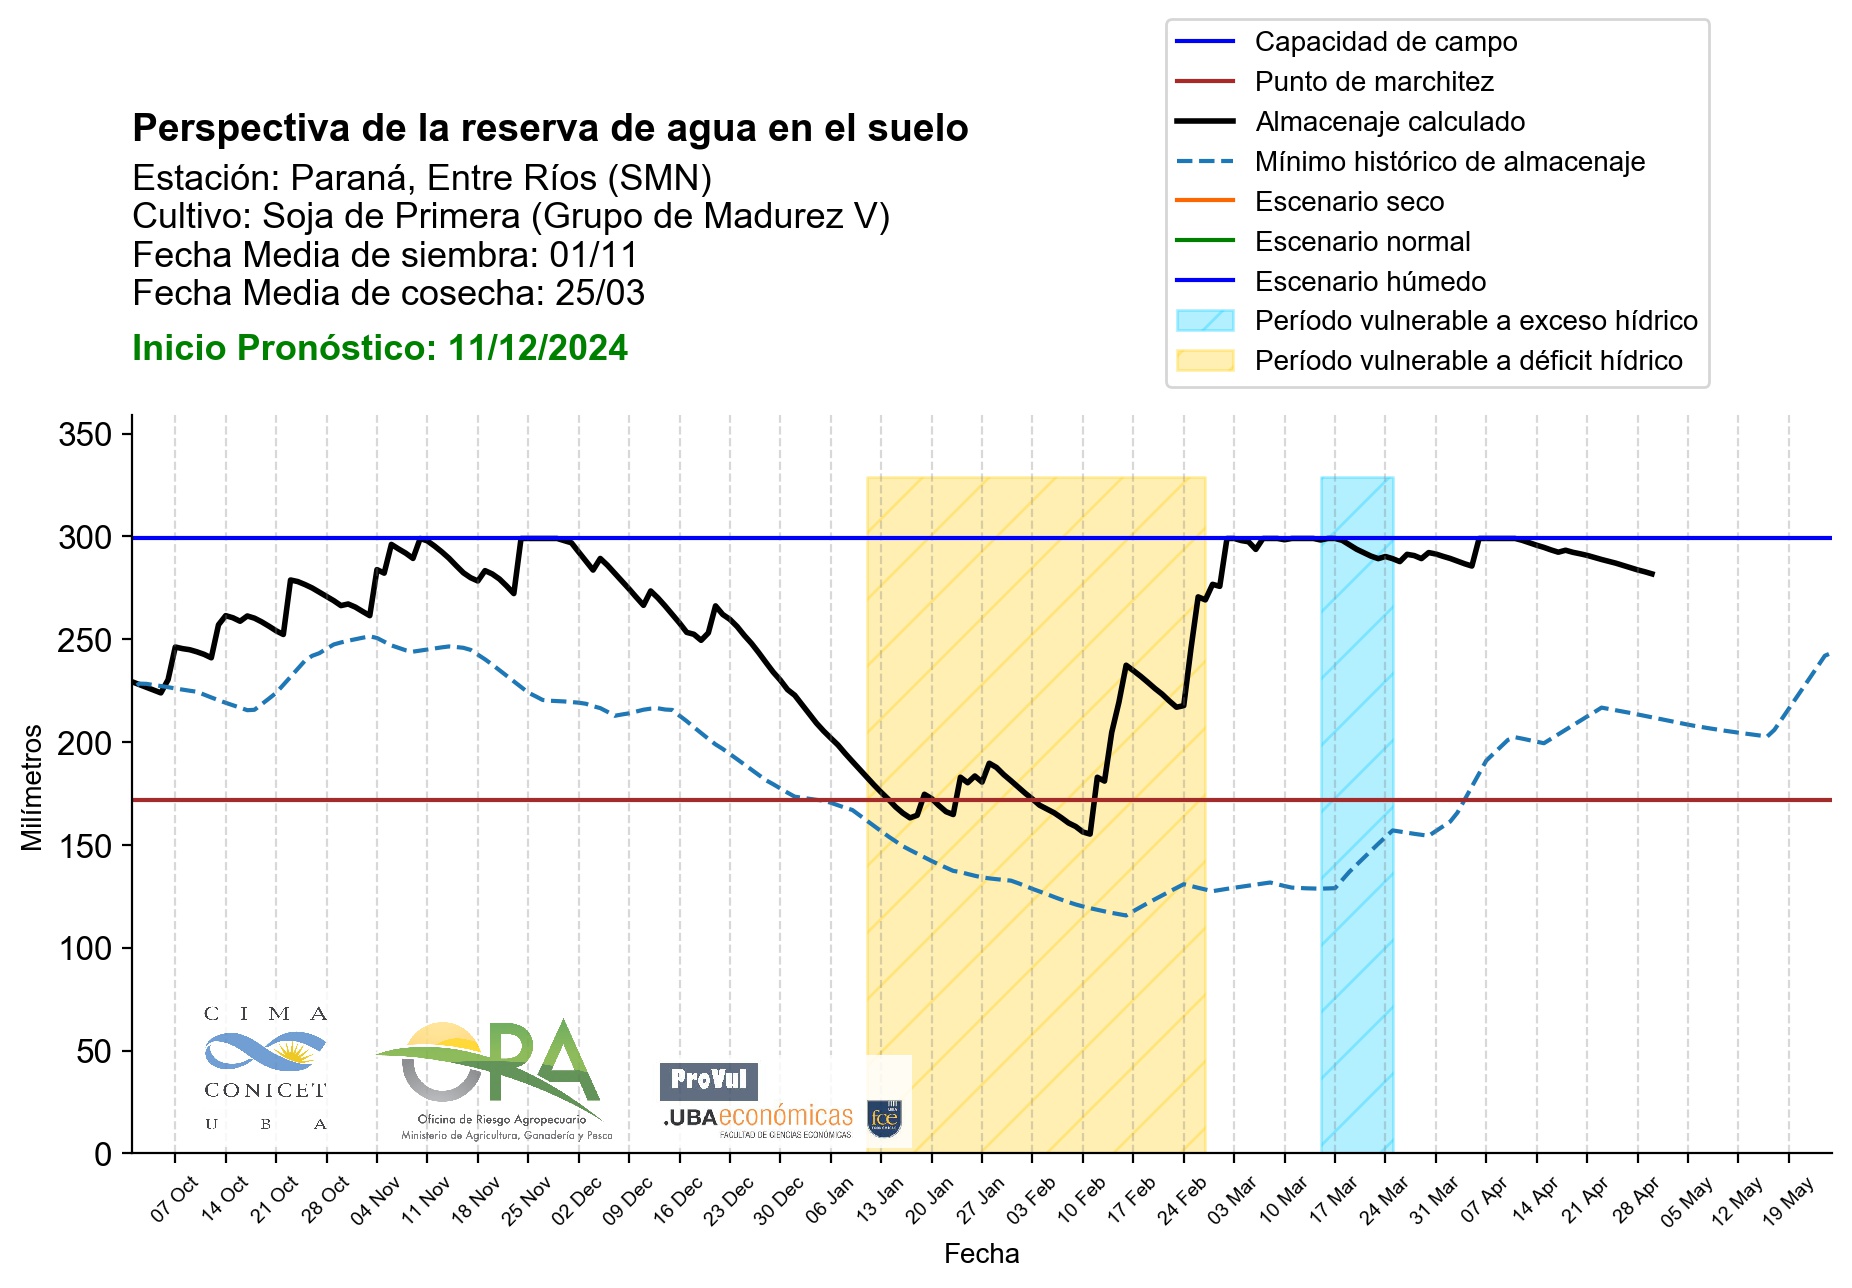 Capacidad de campo
Punto de marchitez
Almacenaje calculado
Mínimo histórico de almacenaje
Escenario seco
Escenario normal
Escenario húmedo
Período vulnerable a exceso hídrico
Período vulnerable a déficit hídrico
Perspectiva de la reserva de agua en el suelo
Estación: Paraná, Entre Ríos (SMN)
Cultivo: Soja de Primera (Grupo de Madurez V)
Fecha Media de siembra: 01/11
Fecha Media de cosecha: 25/03
Inicio Pronóstico: 11/12/2024
350
300
250
200
150
100
50
0
Milímetros
CIMA
CONICET
UBA
ORA
Oficina de Riesgo Agropecuario
Ministerio de Agricultura, Ganadería y Pesca
ProVul
.UBAeconómicas
FACULTAD DE CIENCIAS ECONÓMICAS
fce
07 Oct
14 Oct
21 Oct
28 Oct
04 Nov
11 Nov
18 Nov
25 Nov
02 Dec
09 Dec
16 Dec
23 Dec
30 Dec
06 Jan
13 Jan
20 Jan
27 Jan
03 Feb
10 Feb
17 Feb
24 Feb
03 Mar
10 Mar
17 Mar
24 Mar
31 Mar
07 Apr
14 Apr
21 Apr
28 Apr
05 May
12 May
19 May
Fecha